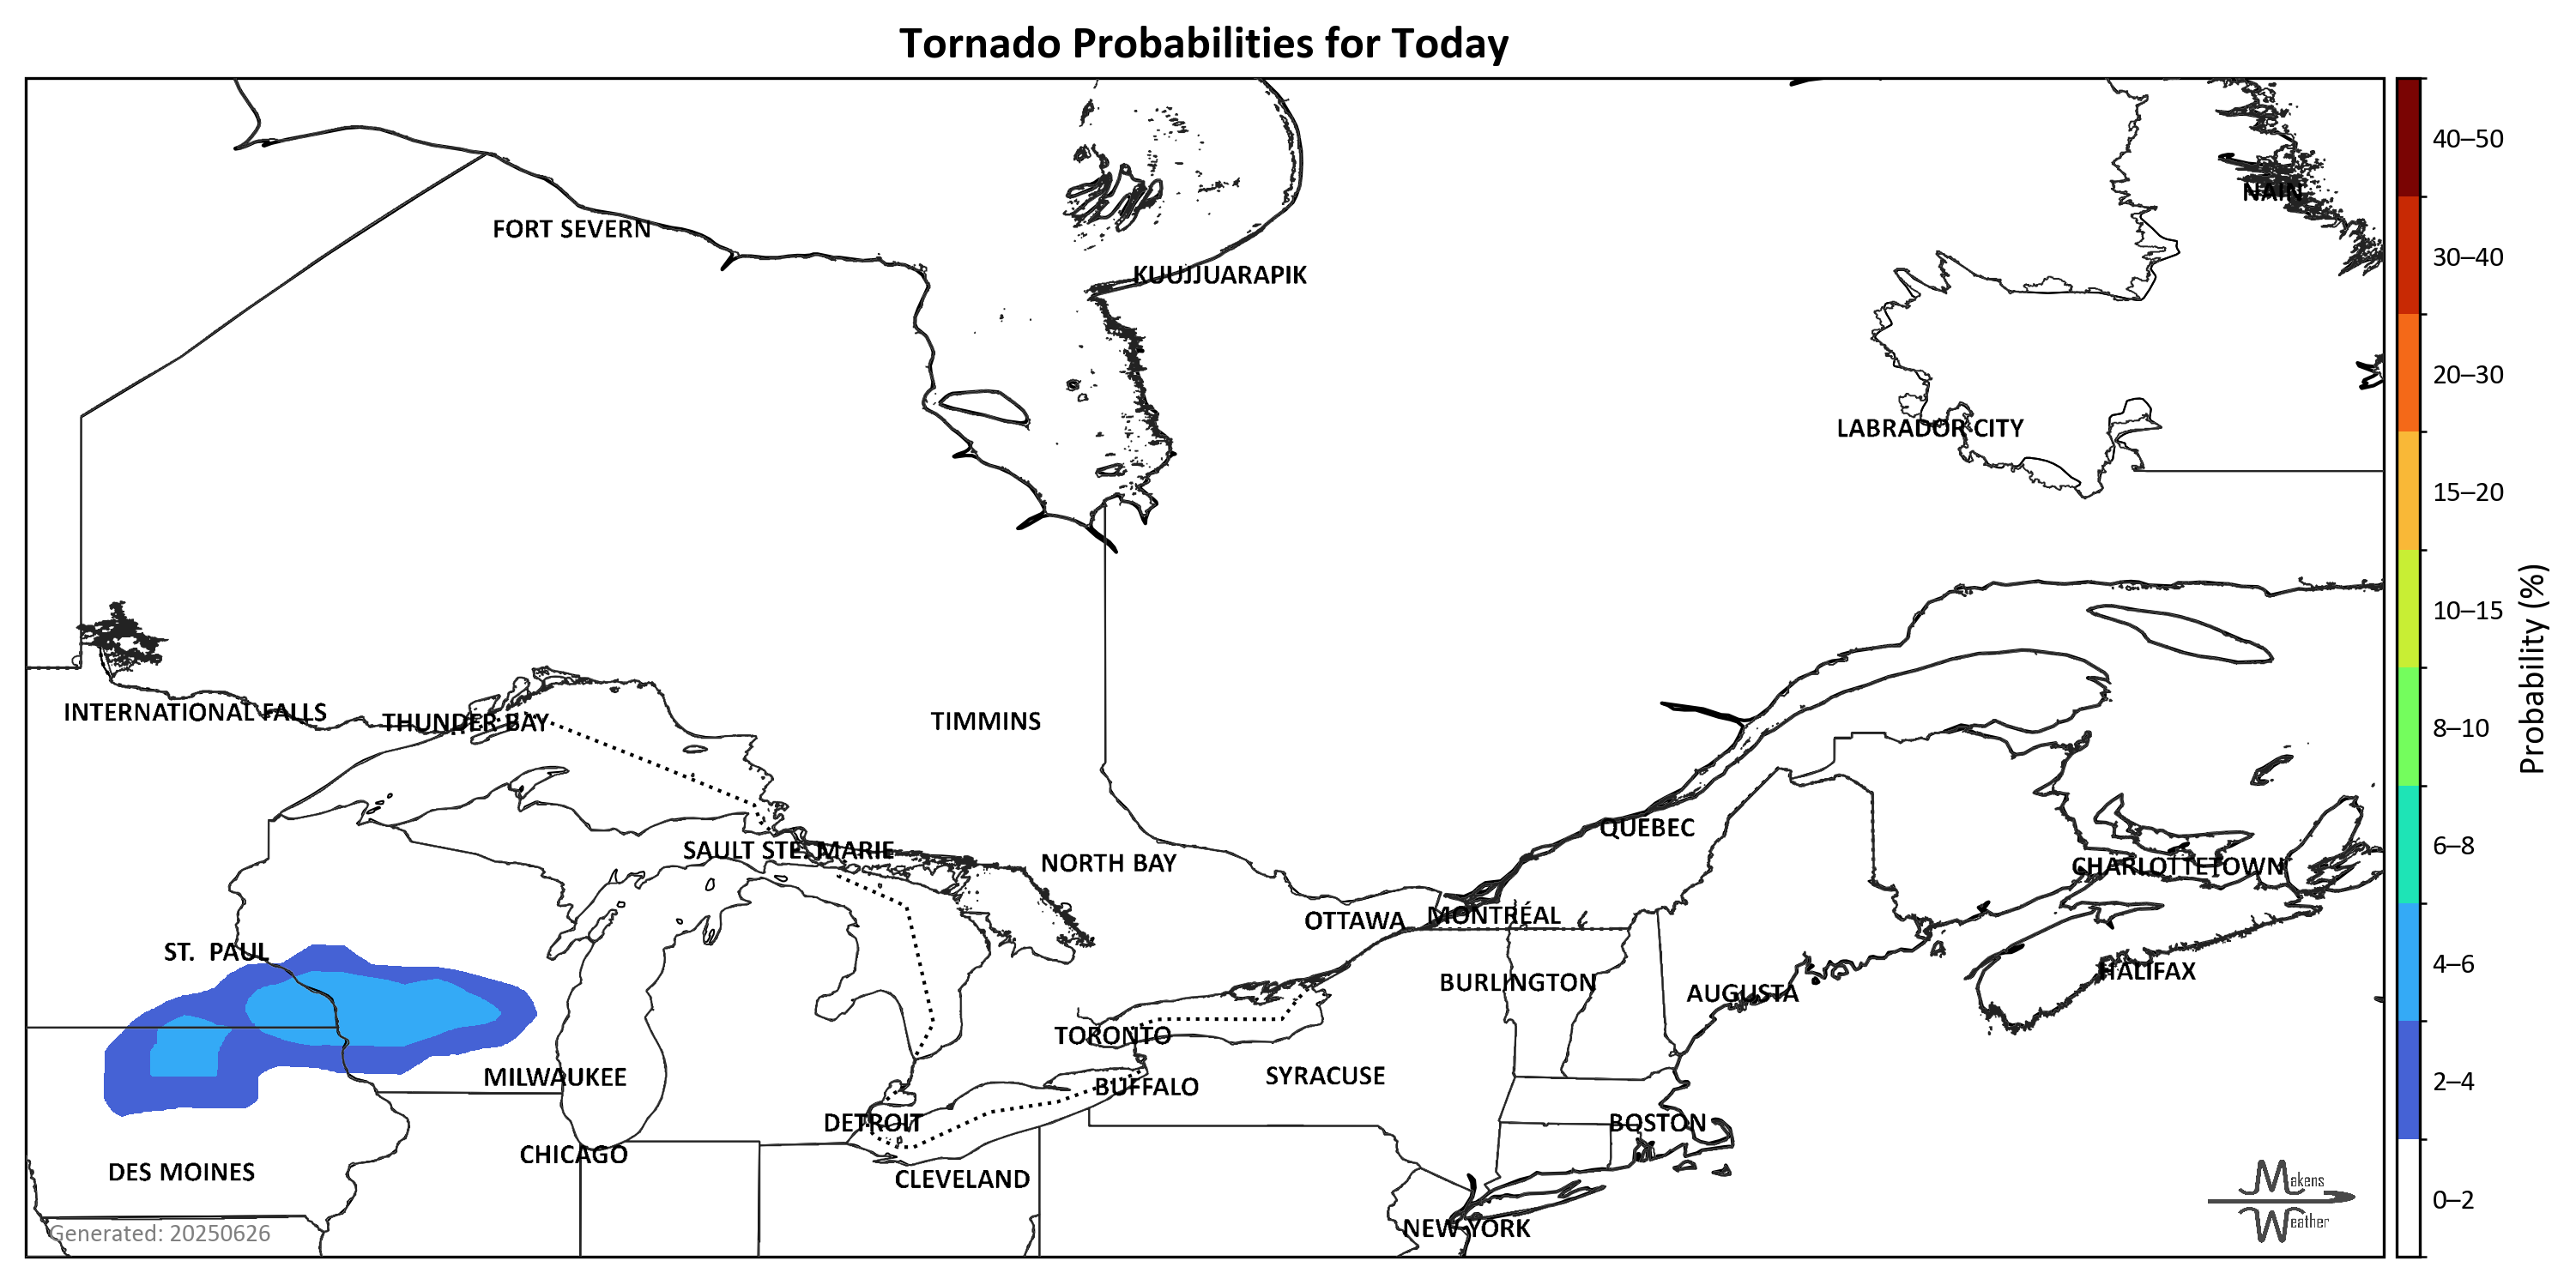 Tornado Probabilities for Today
40–50
NAIN
FORT SEVERN
30–40
KUUJJUARAPIK
20–30
LABRADOR CITY
15–20
10–15
Probability (%)
INTERNATIONAL FALLS
THUNDER BAY
TIMMINS
8–10
QUÉBEC
SAULT STE. MARIE
6–8
NORTH BAY
CHARLOTTETOWN
OTTAWA
MONTRÉAL
ST. PAUL
4–6
HALIFAX
BURLINGTON
AUGUSTA
TORONTO
MILWAUKEE
SYRACUSE
2–4
BUFFALO
DETROIT
BOSTON
CHICAGO
DES MOINES
CLEVELAND
Makens
0–2
Weather
NEW YORK
Generated: 20250626